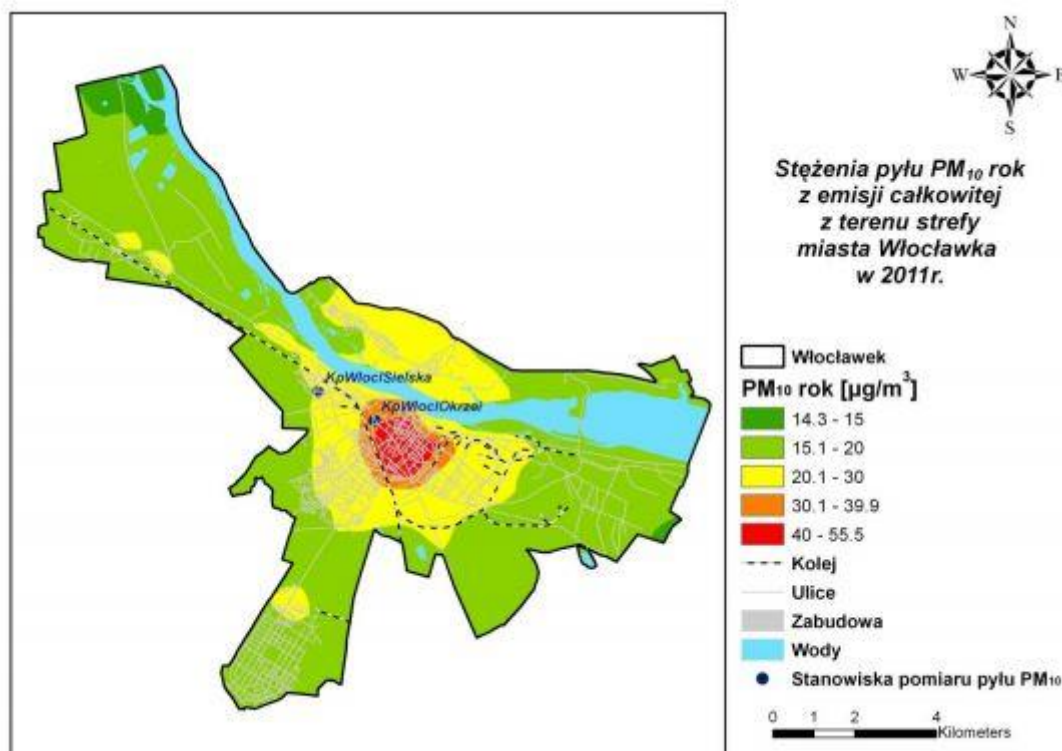 N
W
E
S
Stężenia pyłu PM₁₀ rok
z emisji całkowitej
z terenu strefy
miasta Włocławka
w 2011r.
KpWloclSielska
KpWloclOkrzei
Włocławek
PM₁₀ rok [µg/m³]
14.3 - 15
15.1 - 20
20.1 - 30
30.1 - 39.9
40 - 55.5
Kolej
Ulice
Zabudowa
Wody
Stanowiska pomiaru pyłu PM₁₀
0 1 2 4
Kilometers